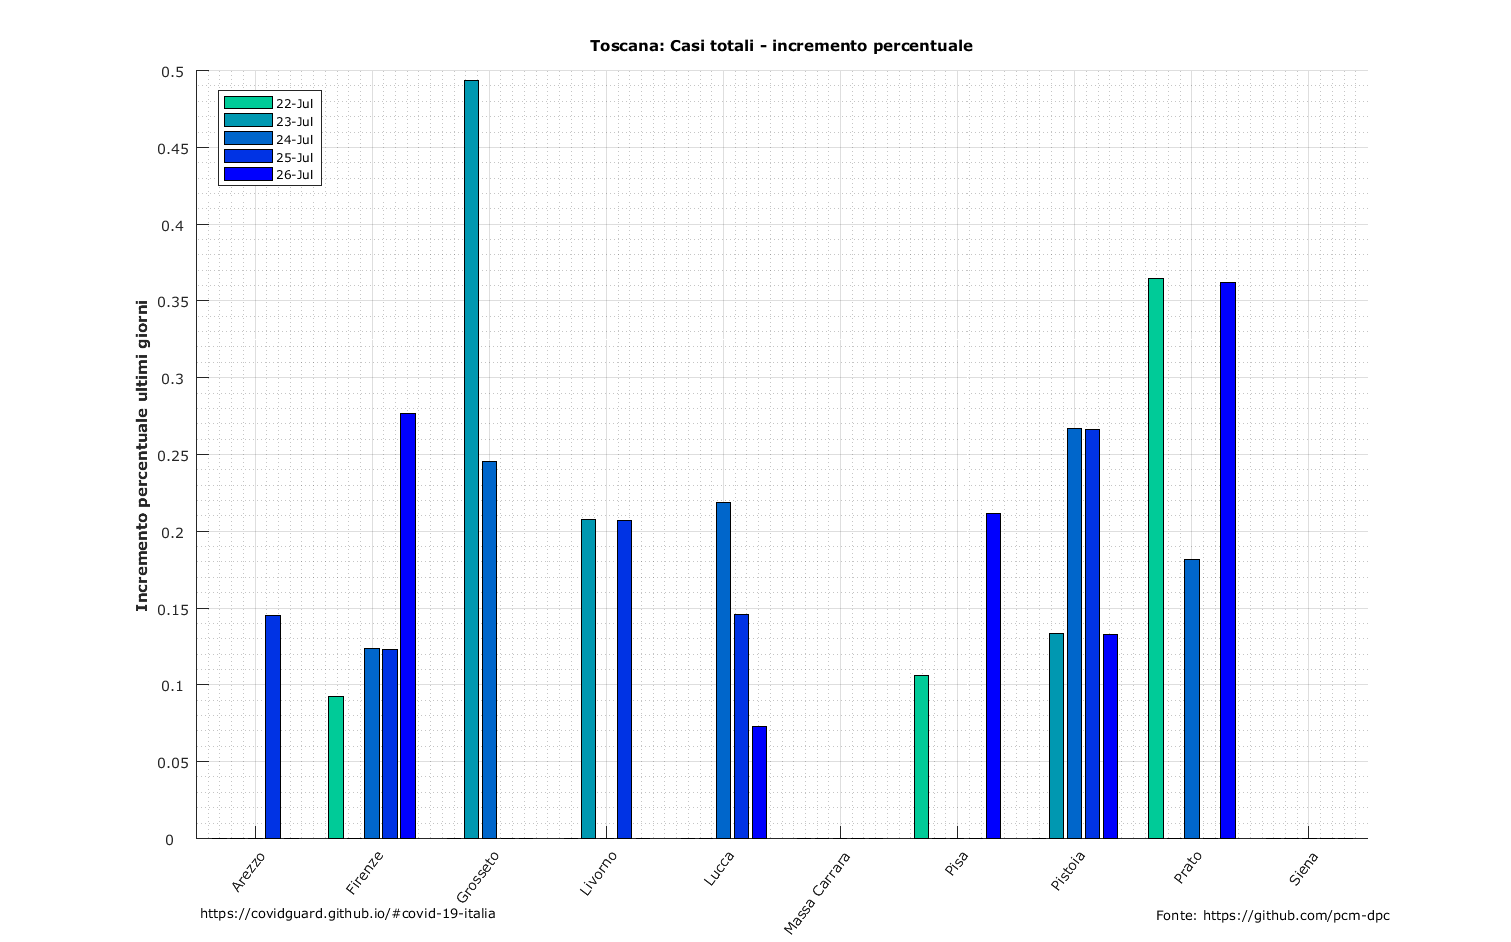 Toscana: Casi totali - incremento percentuale
0.5
0.45
0.4
0.35
0.3
0.25
0.2
0.15
0.1
0.05
0
Incremento percentuale ultimi giorni
22-Jul
23-Jul
24-Jul
25-Jul
26-Jul
Arezzo
Firenze
Grosseto
Livorno
Lucca
Massa Carrara
Pisa
Pistoia
Prato
Siena
https://covidguard.github.io/#covid-19-italia
Fonte: https://github.com/pcm-dpc